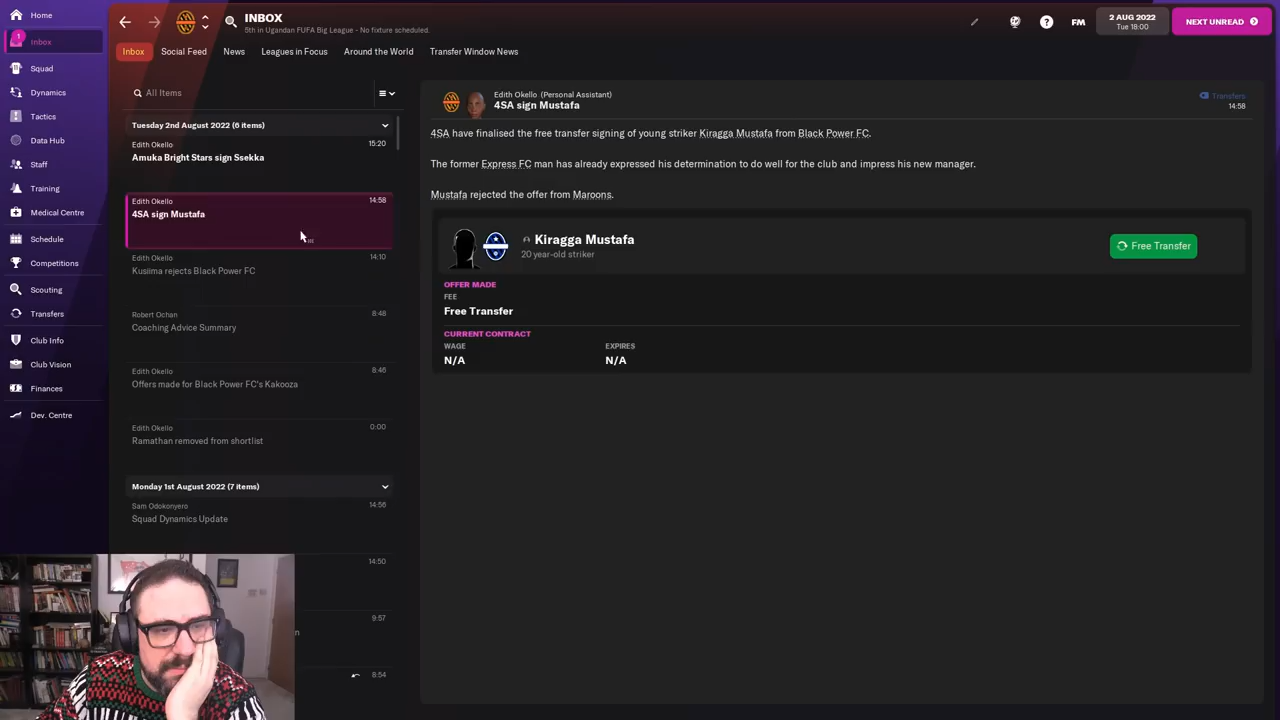 Home
INBOX
5th in Ugandan FUFA Big League - No fixture scheduled.
FM
2 AUG 2022
Tue 18:00
NEXT UNREAD
1
Inbox
Squad
Dynamics
Tactics
Data Hub
Staff
Training
Medical Centre
Schedule
Competitions
Scouting
Transfers
Club Info
Club Vision
Finances
Dev. Centre
Inbox
Social Feed
News
Leagues in Focus
Around the World
Transfer Window News
All Items
Tuesday 2nd August 2022 (6 items)
Edith Okello
15:20
Amuka Bright Stars sign Ssekka
Edith Okello
14:58
4SA sign Mustafa
Edith Okello
14:10
Kusiima rejects Black Power FC
Robert Ochan
8:48
Coaching Advice Summary
Edith Okello
8:46
Offers made for Black Power FC's Kakooza
Edith Okello
0:00
Ramathan removed from shortlist
Monday 1st August 2022 (7 items)
Sam Odokonyero
14:56
Squad Dynamics Update
14:50
9:57
8:54
Edith Okello (Personal Assistant)
4SA sign Mustafa
Transfers
14:58
4SA have finalised the free transfer signing of young striker Kiragga Mustafa from Black Power FC.
The former Express FC man has already expressed his determination to do well for the club and impress his new manager.
Mustafa rejected the offer from Maroons.
Kiragga Mustafa
20 year-old striker
Free Transfer
OFFER MADE
FEE
Free Transfer
CURRENT CONTRACT
WAGE
EXPIRES
N/A
N/A